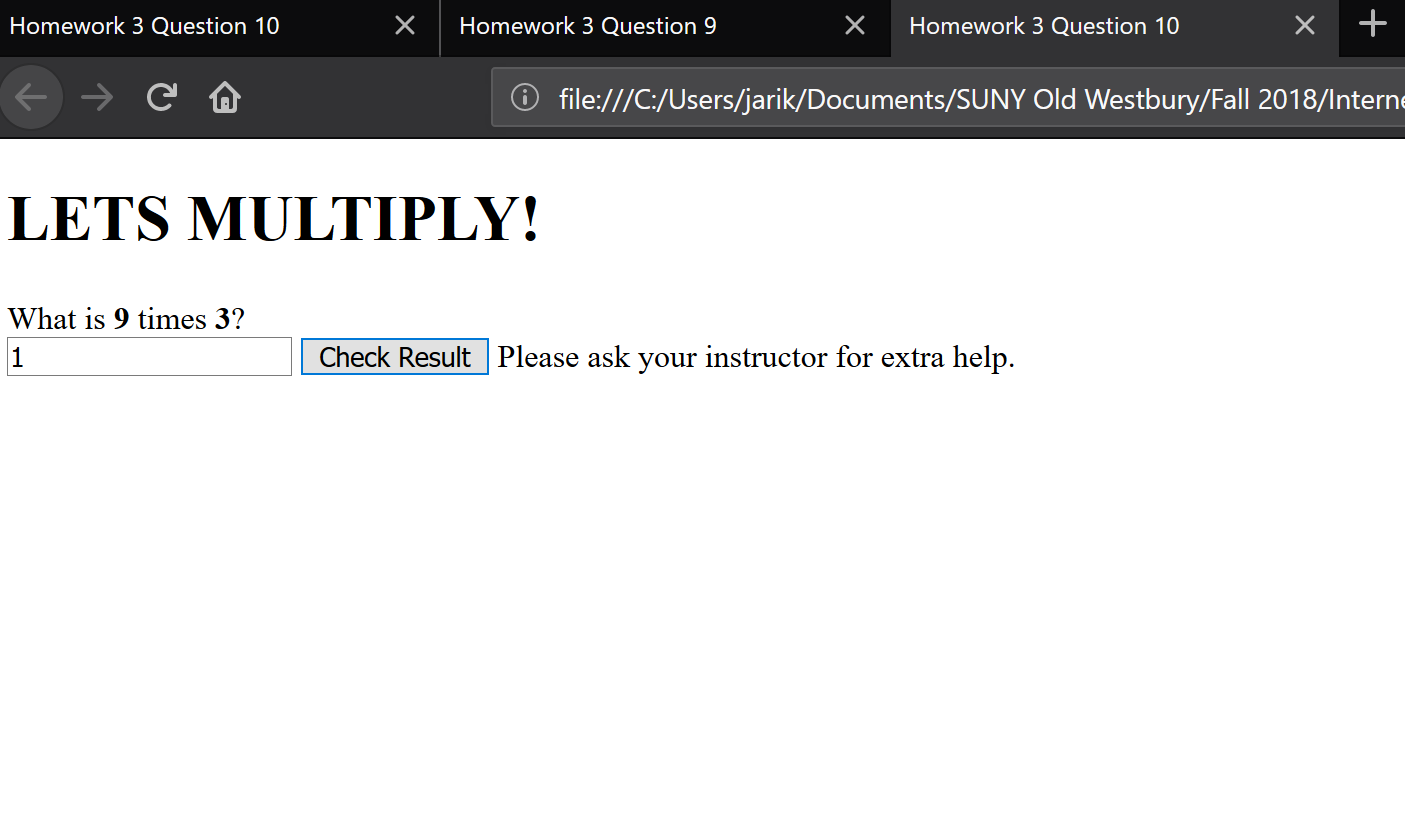 Homework 3 Question 10
Homework 3 Question 9
Homework 3 Question 10
file:///C:/Users/jarik/Documents/SUNY Old Westbury/Fall 2018/Interne
LETS MULTIPLY!
What is 9 times 3?
1 Check Result Please ask your instructor for extra help.